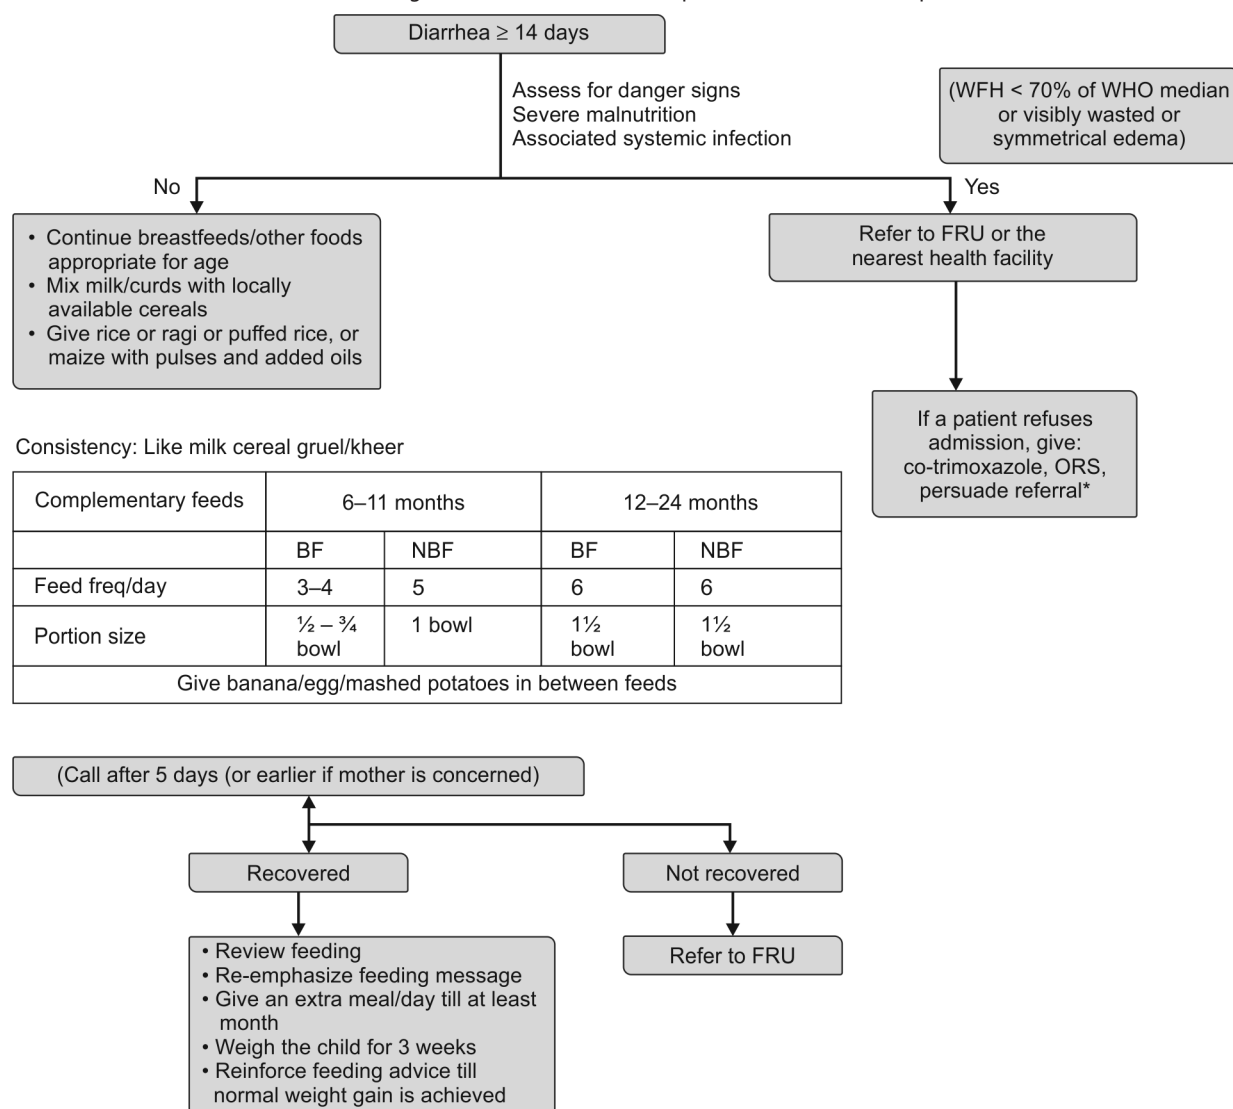 Diarrhea ≥ 14 days
Assess for danger signs
Severe malnutrition
Associated systemic infection
(WFH < 70% of WHO median
or visibly wasted or
symmetrical edema)
No
Yes
• Continue breastfeeds/other foods
appropriate for age
• Mix milk/curds with locally
available cereals
• Give rice or ragi or puffed rice, or
maize with pulses and added oils
Refer to FRU or the
nearest health facility
If a patient refuses
admission, give:
co-trimoxazole, ORS,
persuade referral*
Consistency: Like milk cereal gruel/kheer
Complementary feeds 6–11 months 12–24 months
BF NBF BF NBF
Feed freq/day 3–4 5 6 6
Portion size ½ – ¾ bowl 1 bowl 1½ bowl 1½ bowl
Give banana/egg/mashed potatoes in between feeds
(Call after 5 days (or earlier if mother is concerned)
Recovered
Not recovered
• Review feeding
• Re-emphasize feeding message
• Give an extra meal/day till at least
month
• Weigh the child for 3 weeks
• Reinforce feeding advice till
normal weight gain is achieved
Refer to FRU